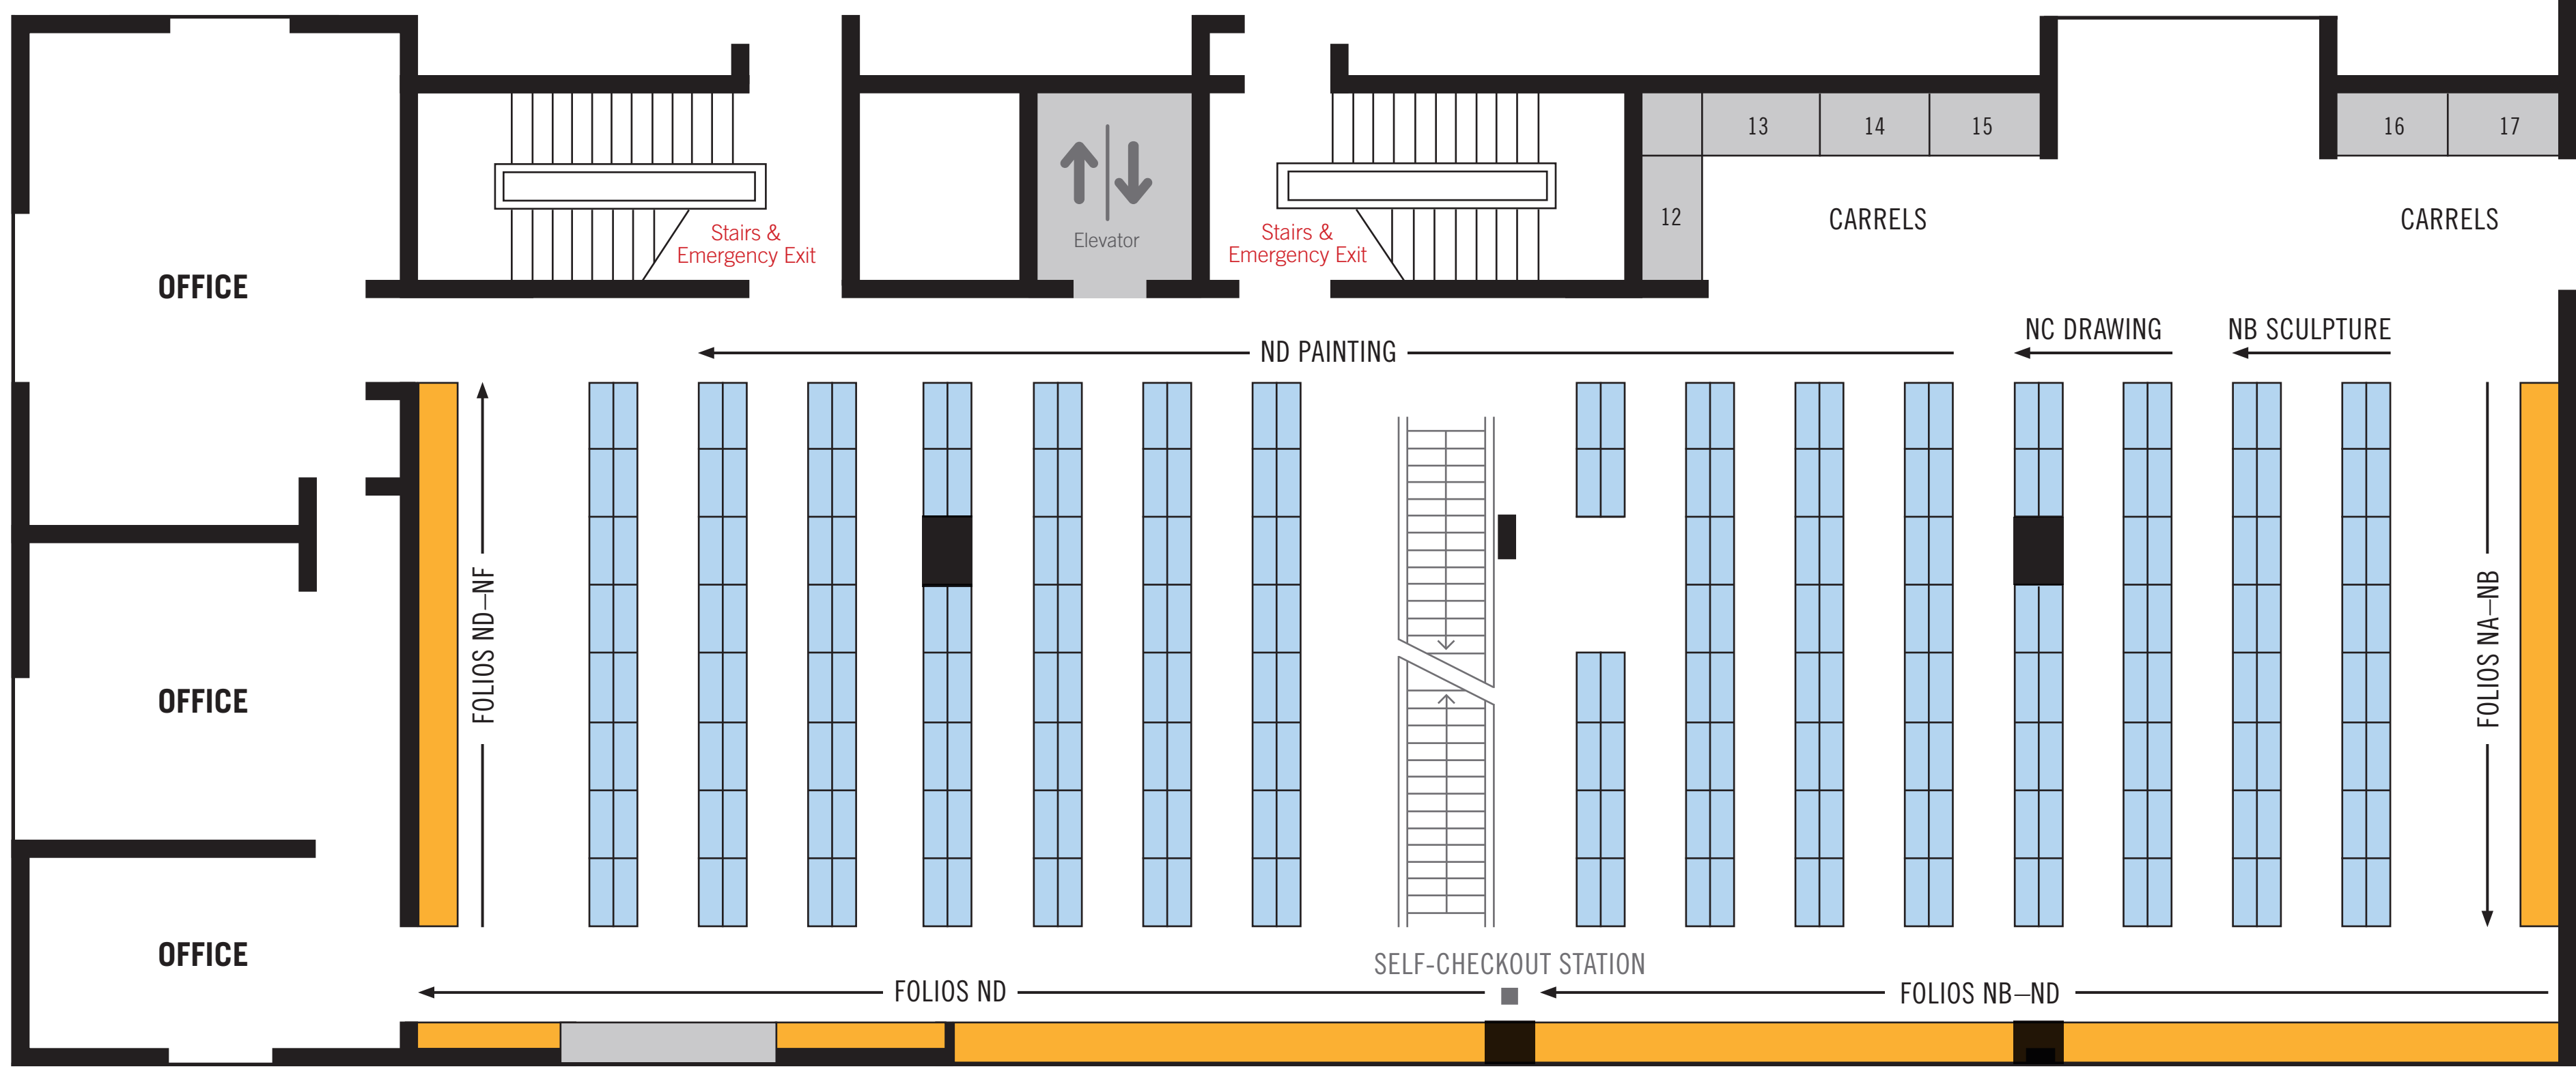 13
14
15
16
17
12
CARRELS
CARRELS
Stairs &
Emergency Exit
Elevator
Stairs &
Emergency Exit
OFFICE
ND PAINTING
NC DRAWING
NB SCULPTURE
FOLIOS ND–NF
FOLIOS NA–NB
OFFICE
OFFICE
SELF-CHECKOUT STATION
FOLIOS ND
FOLIOS NB–ND